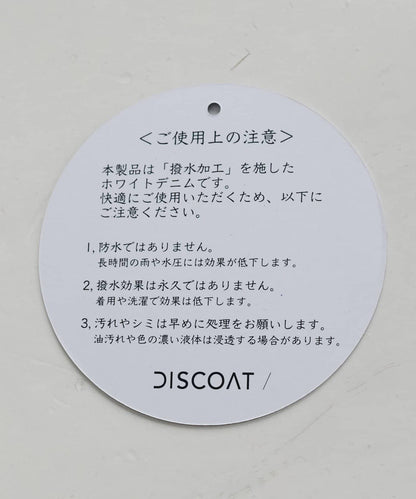 ＜ご使用上の注意＞
本製品は「撥水加工」を施した
ホワイトデニムです。
快適にご使用いただくため、以下に
ご注意ください。
1, 防水ではありません。
長時間の雨や水圧には効果が低下します。
2, 撥水効果は永久ではありません。
着用や洗濯で効果は低下します。
3, 汚れやシミは早めに処理をお願いします。
油汚れや色の濃い液体は浸透する場合があります。
DISCOAT /